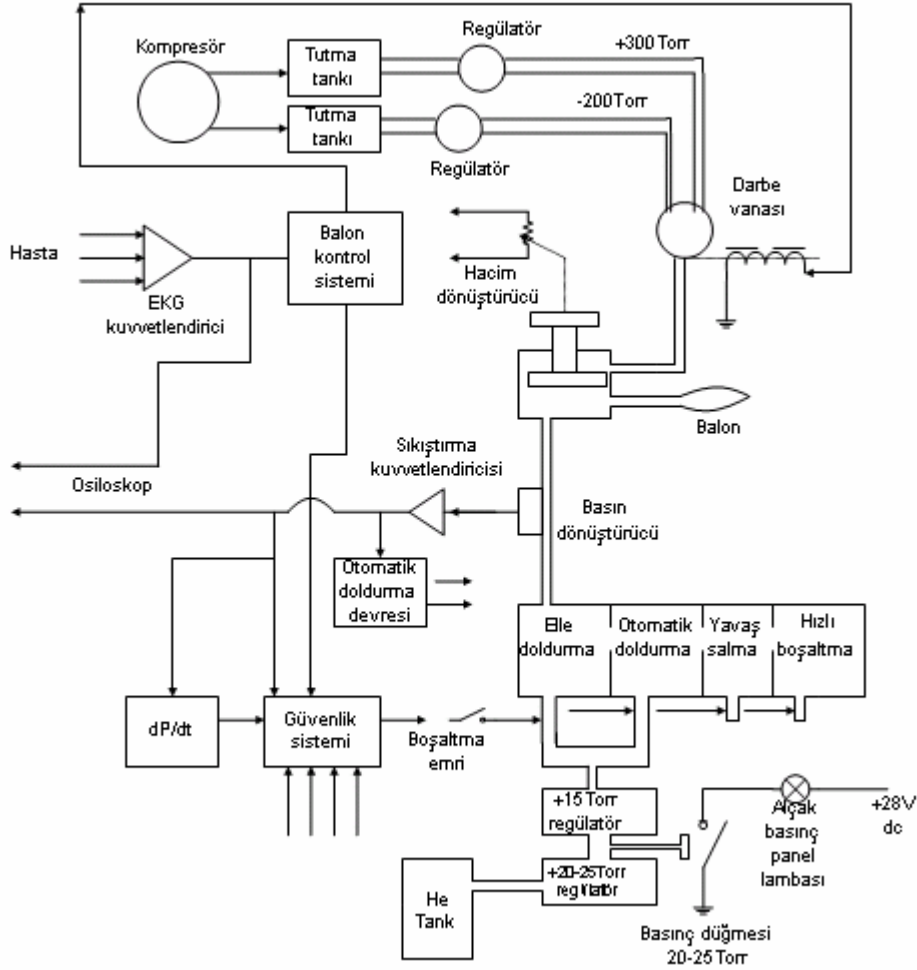 Kompresör
Tutma
tankı
Regülatör
+300 Torr
Tutma
tankı
-200Torr
Regülatör
Darbe
vanası
Hasta
EKG
kuvvetlendirici
Balon
kontrol
sistemi
Hacim
dönüştürücü
Balon
Osiloskop
Sıkıştırma
kuvvetlendiricisi
Basın
dönüştürücü
Otomatik
doldurma
devresi
Elle
doldurma
Otomatik
doldurma
Yavaş
salma
Hızlı
boşaltma
dP/dt
Güvenlik
sistemi
Boşaltma
emri
+15 Torr
regülatör
+20-25Torr
regülatör
He
Tank
Alçak
basınç
panel
lambası
+28V
dc
Basınç düğmesi
20-25 Torr